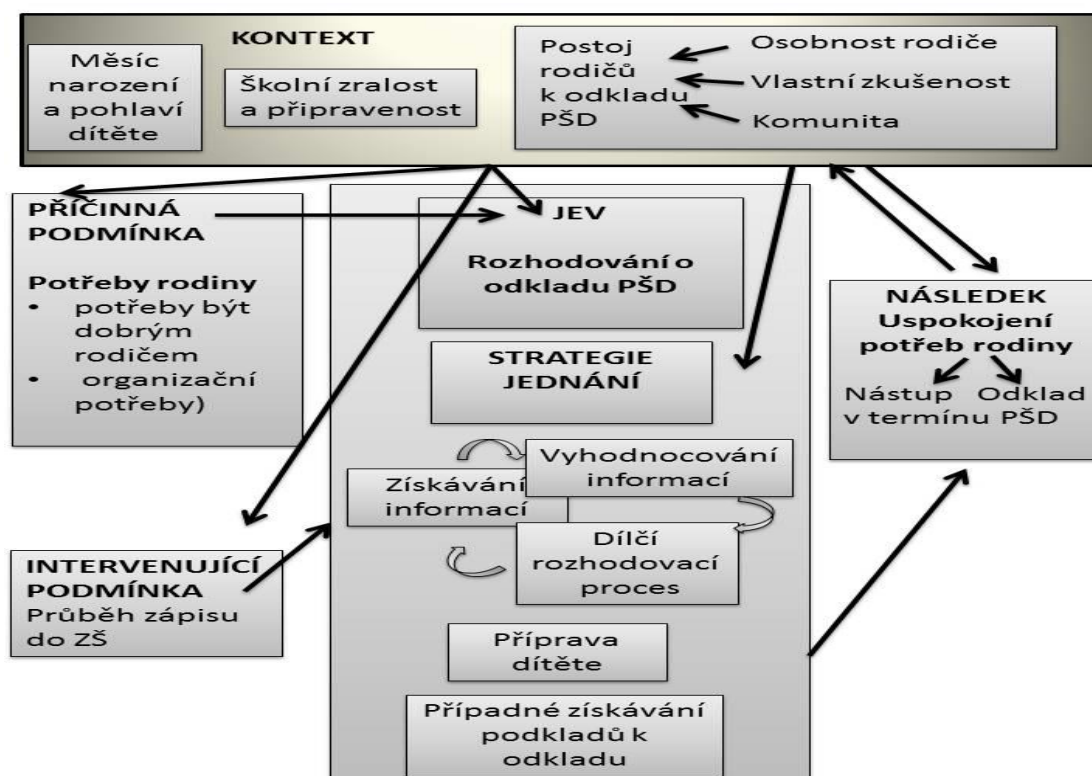 KONTEXT
Měsíc
narození
a pohlaví
dítěte
Školní zralost
a připravenost
Postoj
rodičů
k odkladu
PŠD
Osobnost rodiče
Vlastní zkušenost
Komunita
PŘÍČINNÁ
PODMÍNKA
Potřeby rodiny
• potřeby být
dobrým
rodičem
• organizační
potřeby)
JEV
Rozhodování o
odkladu PŠD
STRATEGIE
JEDNÁNÍ
Vyhodnocování
informací
Získávání
informací
Dílčí
rozhodovací
proces
Příprava
dítěte
Případné získávání
podkladů k
odkladu
NÁSLEDEK
Uspokojení
potřeb rodiny
Nástup Odklad
v termínu PŠD
INTERVENUJÍCÍ
PODMÍNKA
Průběh zápisu
do ZŠ